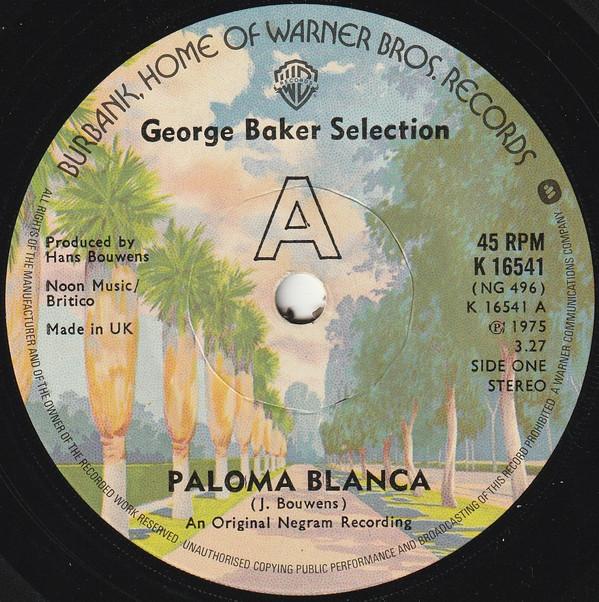 BURBANK, HOME OF WARNER BROS. RECORDS
WB
RECORDS
George Baker Selection
A
Produced by
Hans Bouwens
Noon Music/
Britico
Made in UK
45 RPM
K 16541
(NG 496)
K 16541 A
℗ 1975
3.27
SIDE ONE
STEREO
PALOMA BLANCA
(J. Bouwens)
An Original Negram Recording
ALL RIGHTS OF THE MANUFACTURER AND OF THE OWNER OF THE RECORDED WORK RESERVED · UNAUTHORISED COPYING PUBLIC PERFORMANCE AND BROADCASTING OF THIS RECORD PROHIBITED A WARNER COMMUNICATIONS COMPANY